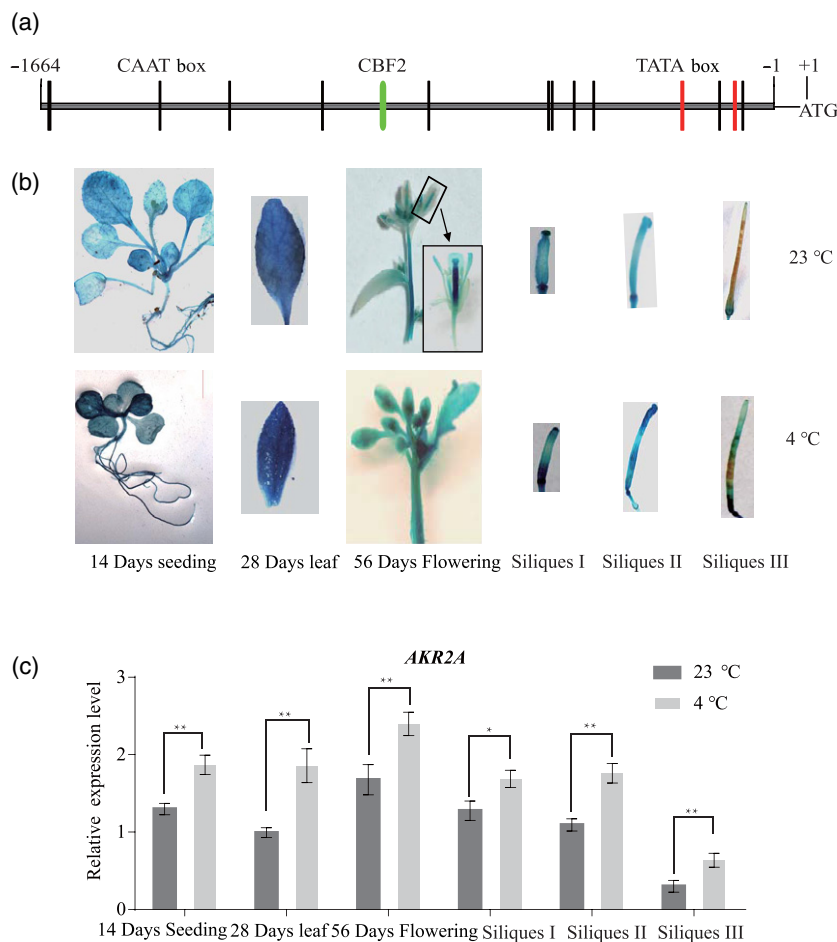 (a)
−1664 CAAT box CBF2 TATA box −1 +1
ATG
(b)
23 °C
4 °C
14 Days seeding 28 Days leaf 56 Days Flowering Siliques I Siliques II Siliques III
(c)
AKR2A
3
23 °C
4 °C
**
**
**
*
**
**
2
1
0
Relative expression level
14 Days Seeding 28 Days leaf 56 Days Flowering Siliques I Siliques II Siliques III